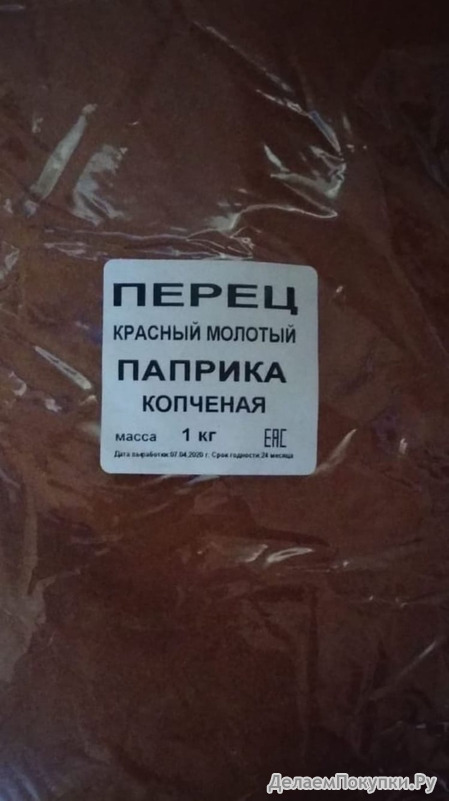 ПЕРЕЦ
КРАСНЫЙ МОЛОТЫЙ
ПАПРИКА
КОПЧЕНАЯ
масса 1 кг EAC
Дата выработки:07.04.2020 г. Срок годности:24 месяца
ДелаемПокупки.Ру